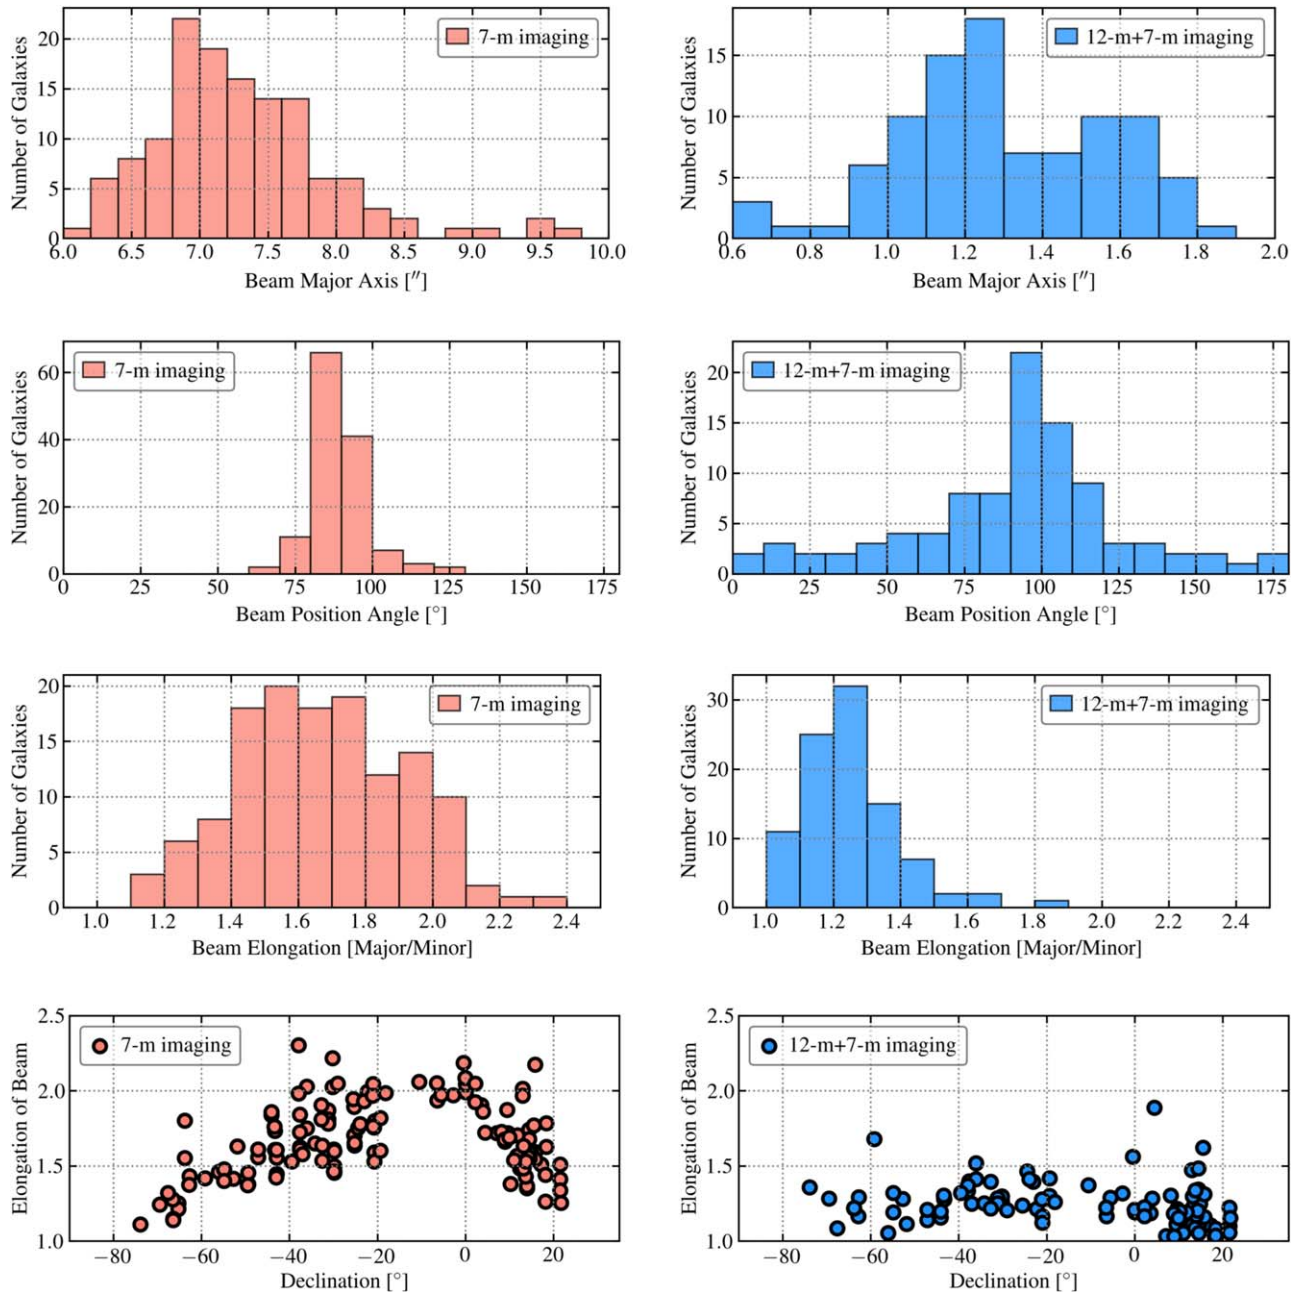 Number of Galaxies
20
15
10
5
0
7-m imaging
6.0 6.5 7.0 7.5 8.0 8.5 9.0 9.5 10.0
Beam Major Axis [″]
Number of Galaxies
15
10
5
0
12-m+7-m imaging
0.6 0.8 1.0 1.2 1.4 1.6 1.8 2.0
Beam Major Axis [″]
Number of Galaxies
60
40
20
0
7-m imaging
0 25 50 75 100 125 150 175
Beam Position Angle [°]
Number of Galaxies
20
15
10
5
0
12-m+7-m imaging
0 25 50 75 100 125 150 175
Beam Position Angle [°]
Number of Galaxies
20
15
10
5
0
7-m imaging
1.0 1.2 1.4 1.6 1.8 2.0 2.2 2.4
Beam Elongation [Major/Minor]
Number of Galaxies
30
20
10
0
12-m+7-m imaging
1.0 1.2 1.4 1.6 1.8 2.0 2.2 2.4
Beam Elongation [Major/Minor]
Elongation of Beam
2.5
2.0
1.5
1.0
7-m imaging
−80 −60 −40 −20 0 20
Declination [°]
Elongation of Beam
2.5
2.0
1.5
1.0
12-m+7-m imaging
−80 −60 −40 −20 0 20
Declination [°]